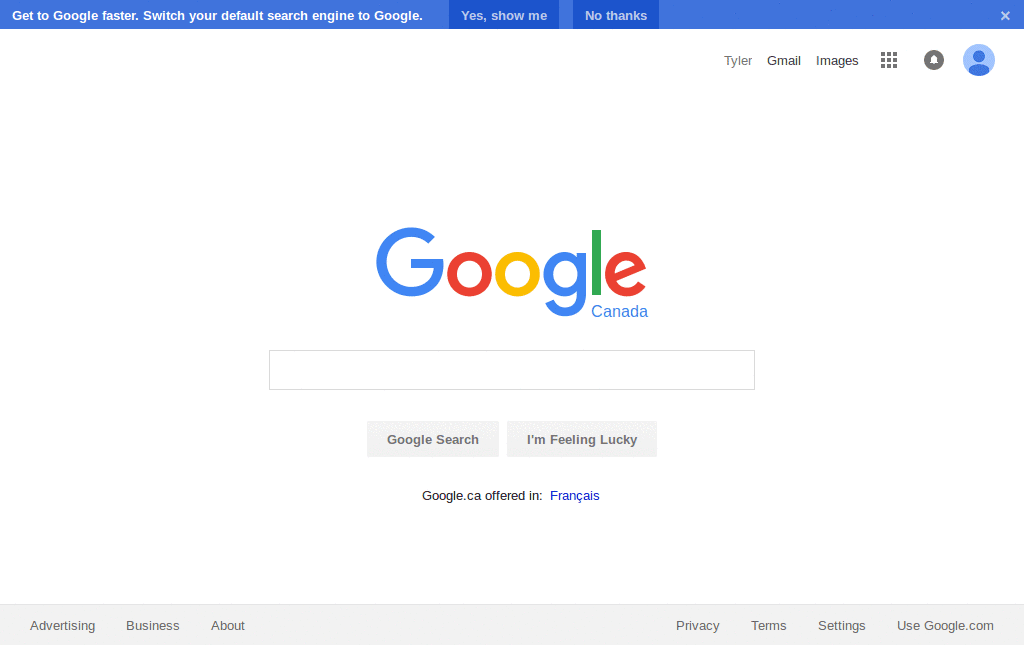 Get to Google faster. Switch your default search engine to Google. Yes, show me No thanks ×
Tyler Gmail Images
Google
Canada
Google Search I'm Feeling Lucky
Google.ca offered in: Français
Advertising Business About Privacy Terms Settings Use Google.com